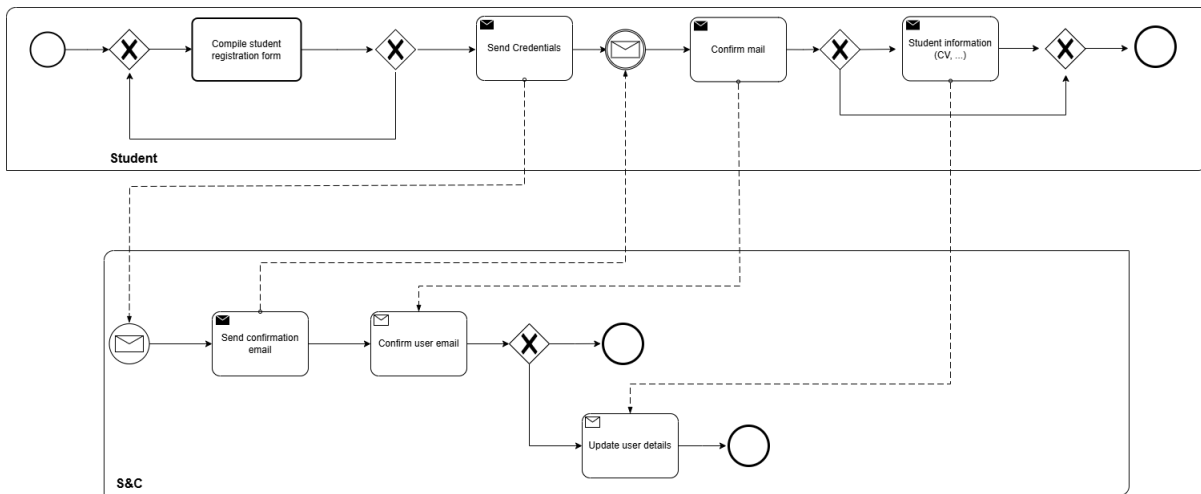 Compile student
registration form
Send Credentials
Confirm mail
Student information
(CV, ...)
Student
Send confirmation
email
Confirm user email
Update user details
S&C